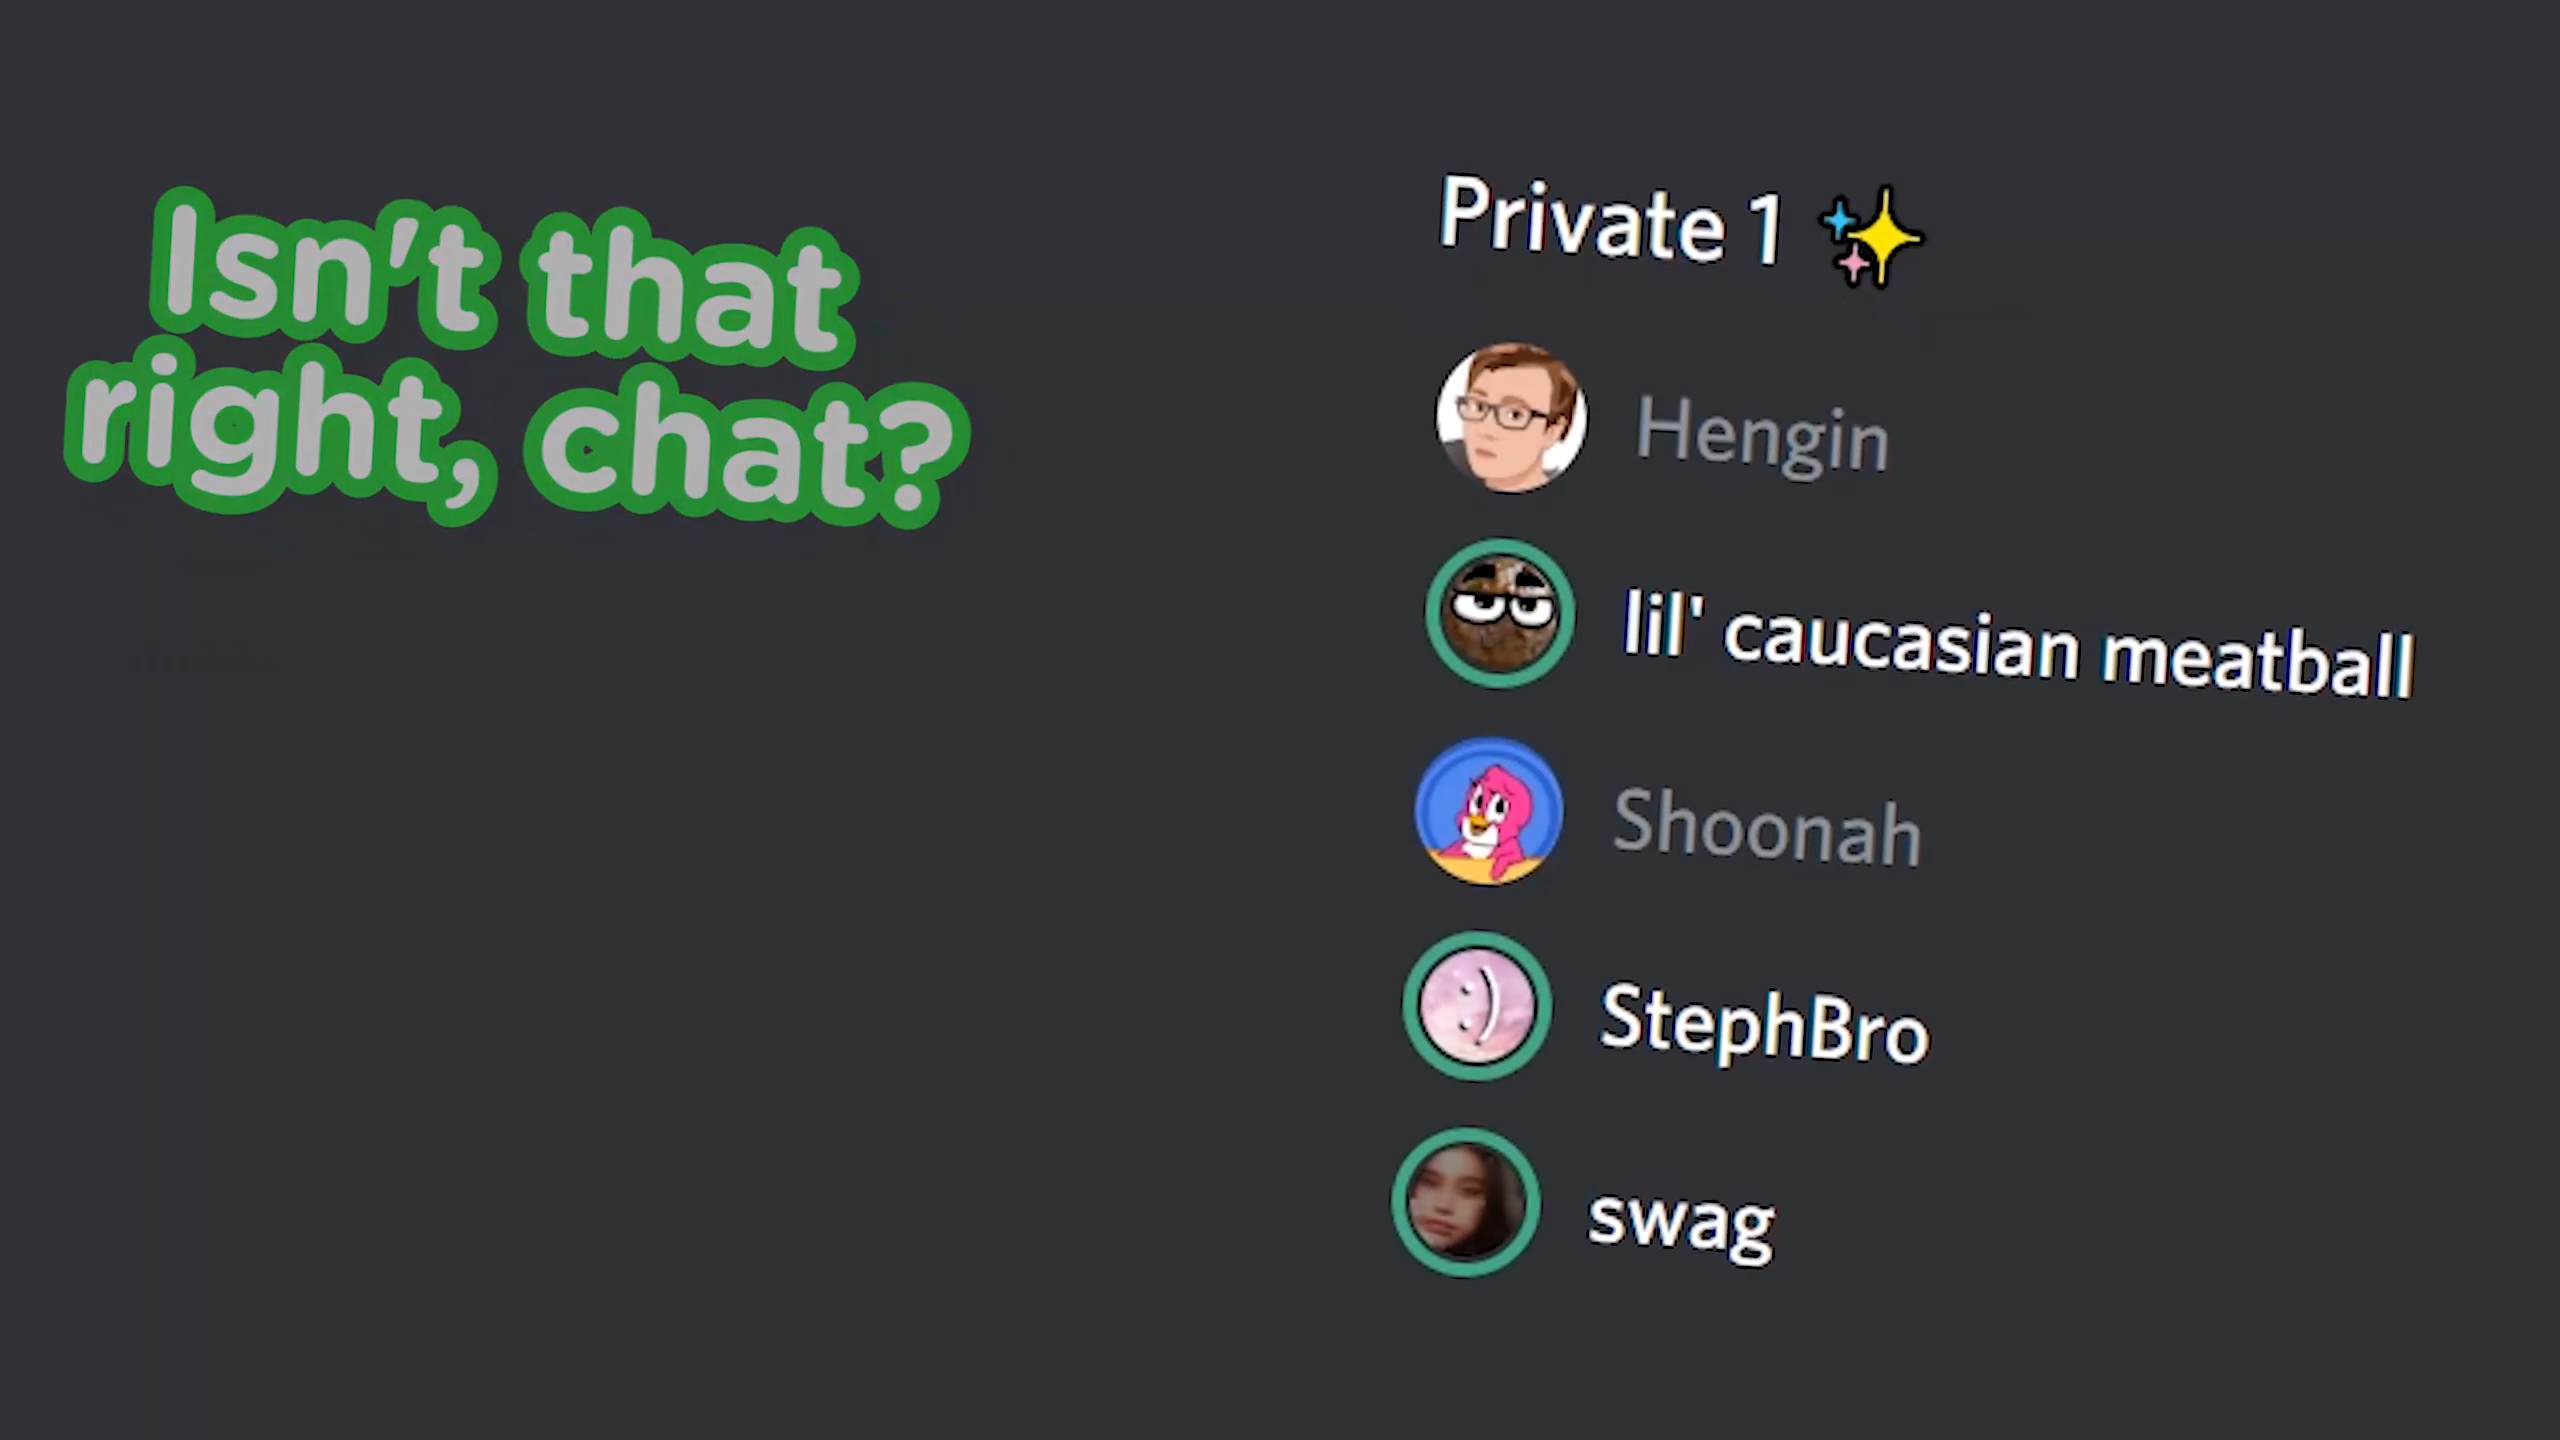 Isn't that
right, chat?
Private 1 ✨
Hengin
lil' caucasian meatball
Shoonah
StephBro
swag